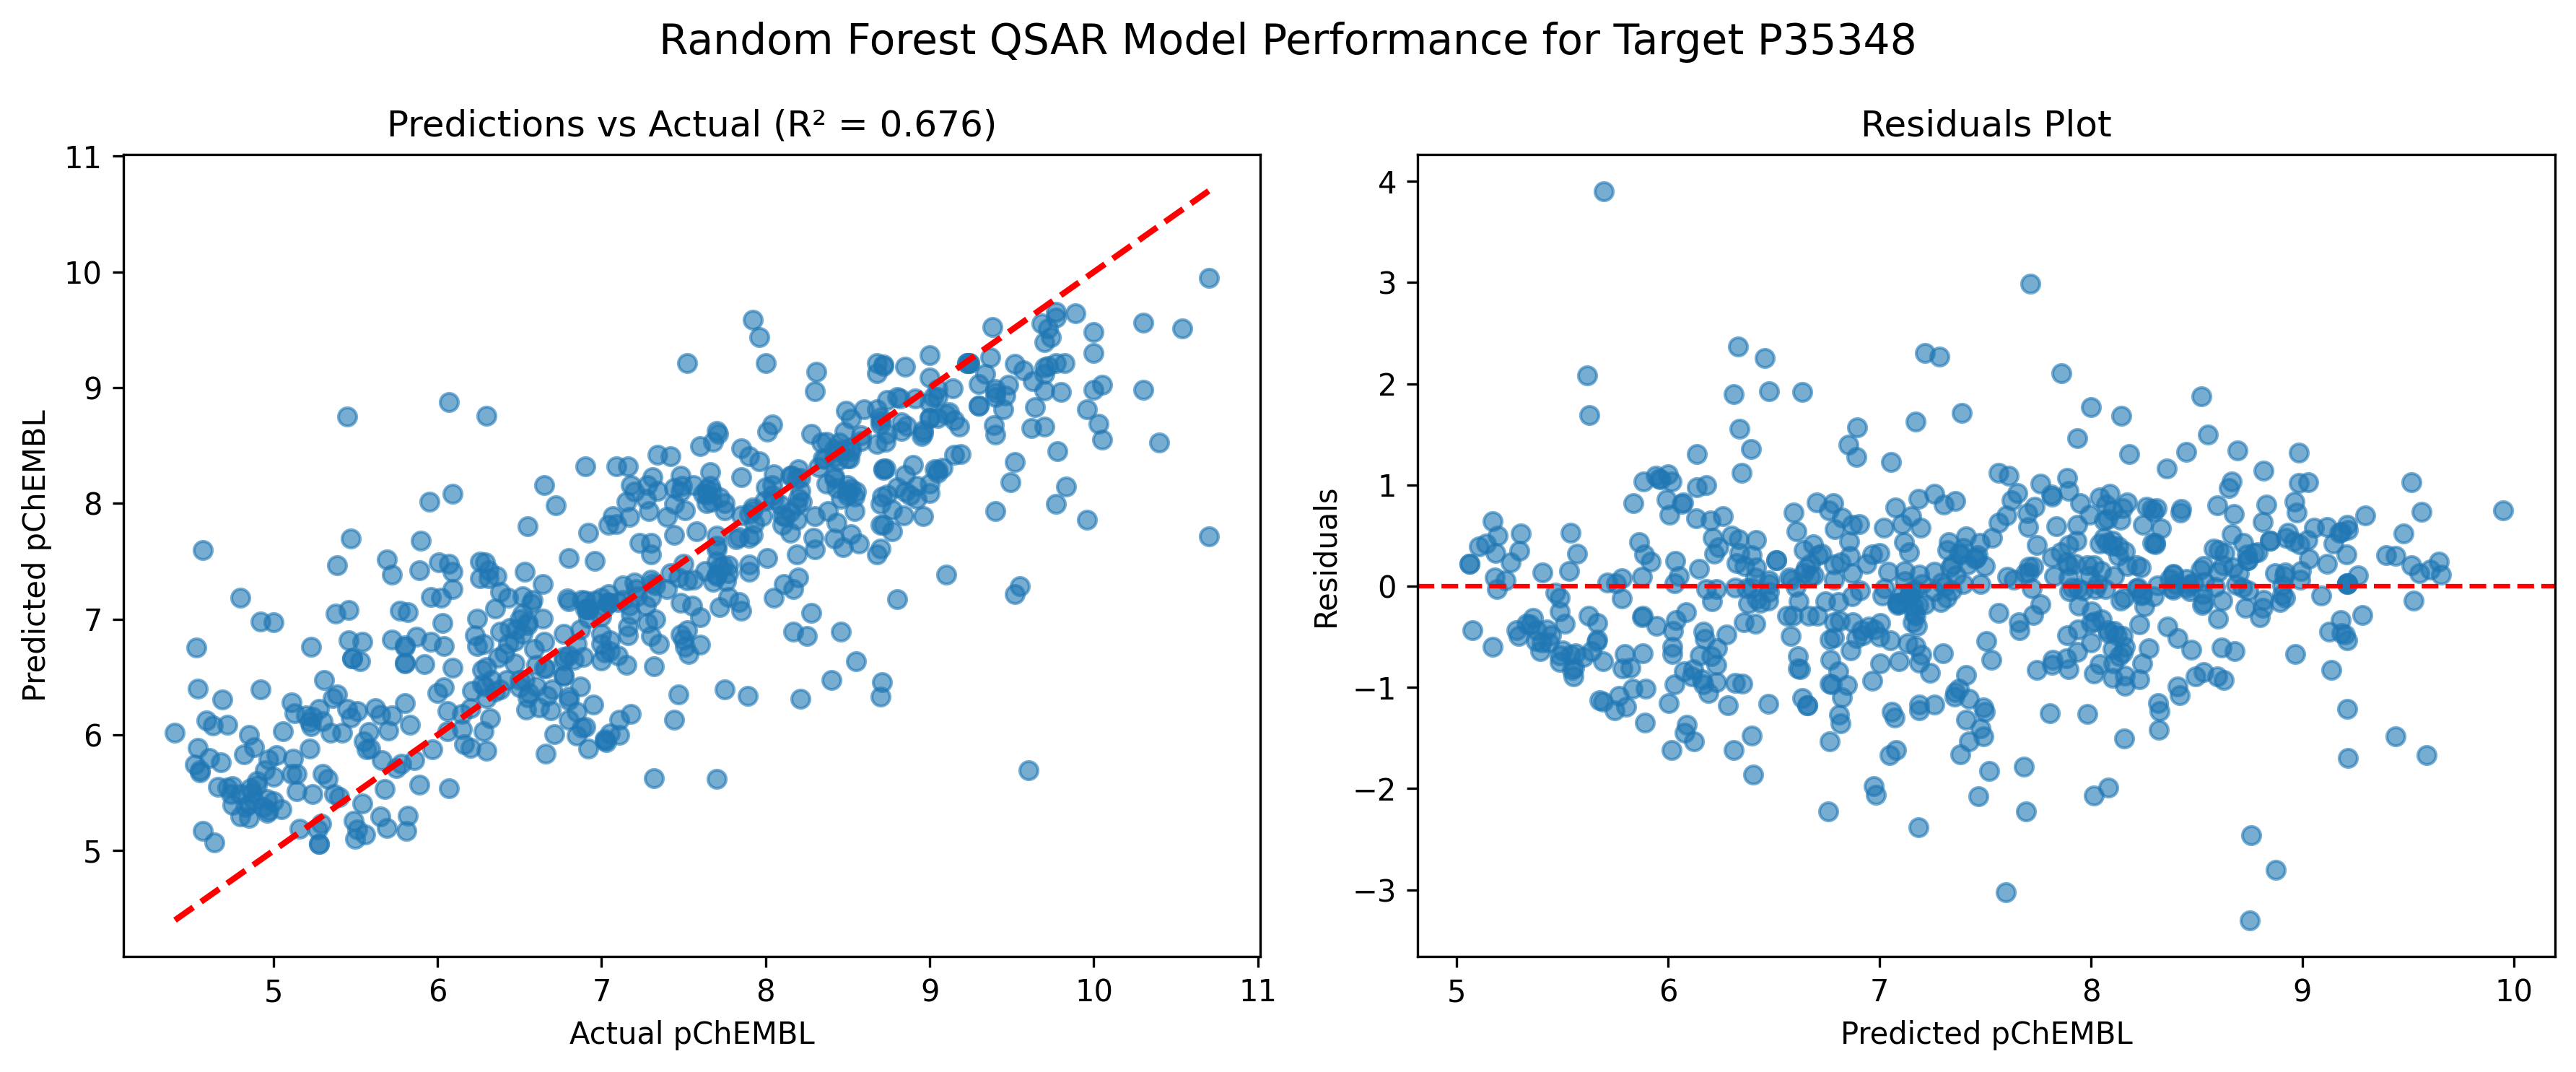 Random Forest QSAR Model Performance for Target P35348
Predictions vs Actual (R² = 0.676)
11
10
9
8
7
6
5
Predicted pChEMBL
5 6 7 8 9 10 11
Actual pChEMBL
Residuals Plot
4
3
2
1
0
−1
−2
−3
Residuals
5 6 7 8 9 10
Predicted pChEMBL